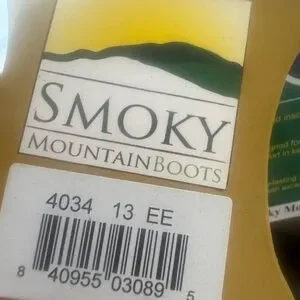 SMOKY
MOUNTAINBOOTS
4034 13 EE
8 40955 03089 5